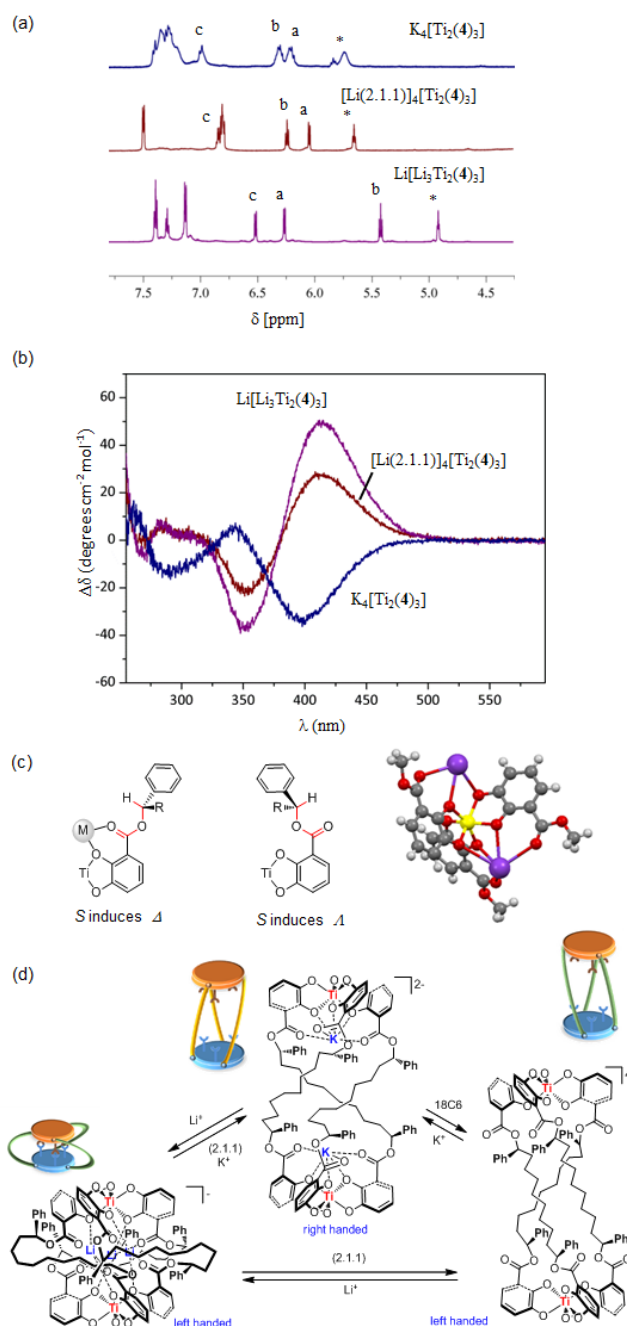 (a)
K4[Ti2(4)3]
c b a *
[Li(2.1.1)]4[Ti2(4)3]
c b a *
Li[Li3Ti2(4)3]
c a b *
7.5 7.0 6.5 6.0 5.5 5.0 4.5
δ [ppm]
(b)
60
40
20
0
-20
-40
-60
Δδ (degrees cm-2 mol-1)
Li[Li3Ti2(4)3]
[Li(2.1.1)]4[Ti2(4)3]
K4[Ti2(4)3]
300 350 400 450 500 550
λ (nm)
(c)
H R O O M O Ti O
S induces Δ
H R O O O Ti O
S induces Λ
(d)
2-
Ti
K
Ph Ph Ph
Ph Ph Ph
K
Ti
right handed
Li+
(2.1.1)
K+
18C6
K+
-
Ti
Li Li Li
Ph Ph Ph
Ti
left handed
(2.1.1)
Li+
Ti
Ph Ph Ph
Ph Ph Ph
Ti
left handed